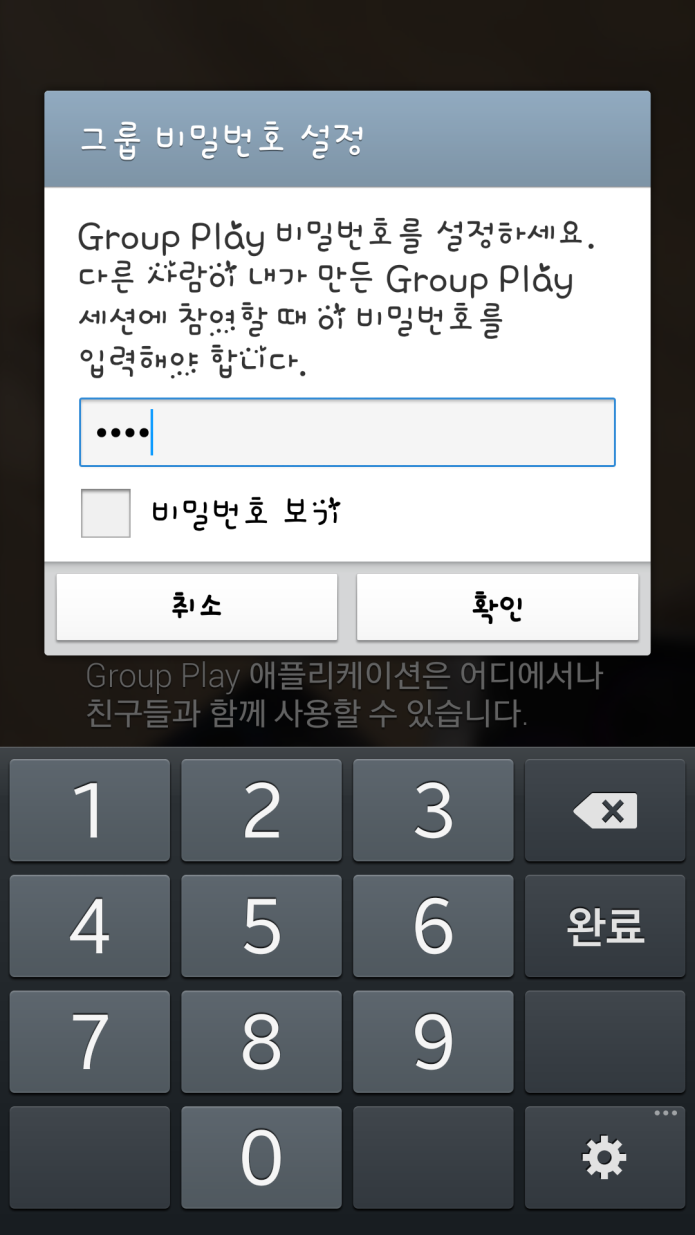 그룹 비밀번호 설정
Group Play 비밀번호를 설정하세요.
다른 사람이 내가 만든 Group Play
세션에 참여할 때 이 비밀번호를
입력해야 합니다.
••••
비밀번호 보기
취소
확인
Group Play 애플리케이션은 어디에서나
친구들과 함께 사용할 수 있습니다.
1 2 3
4 5 6 완료
7 8 9
0